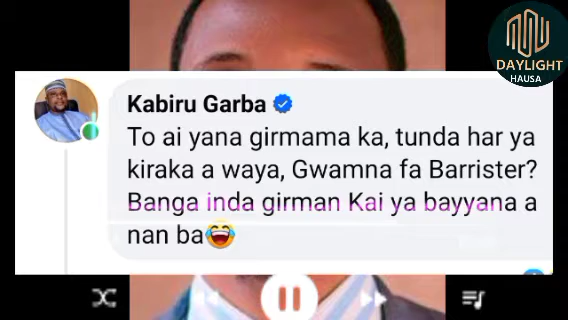 DAYLIGHT
HAUSA
Kabiru Garba
To ai yana girmama ka, tunda har ya
kiraka a waya, Gwamna fa Barrister?
Banga inda girman Kai ya bayyana a
nan ba😂